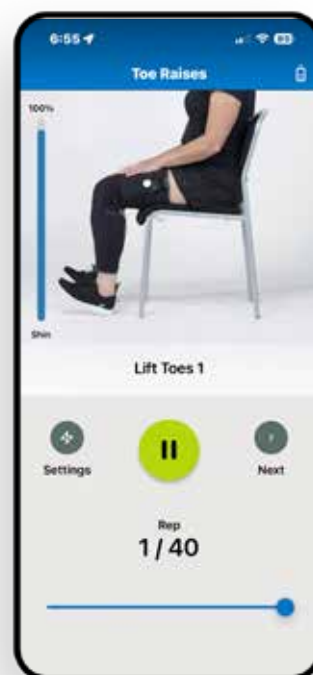 6:55
Toe Raises
100%
Shin
Lift Toes 1
Settings
Next
Rep
1 / 40